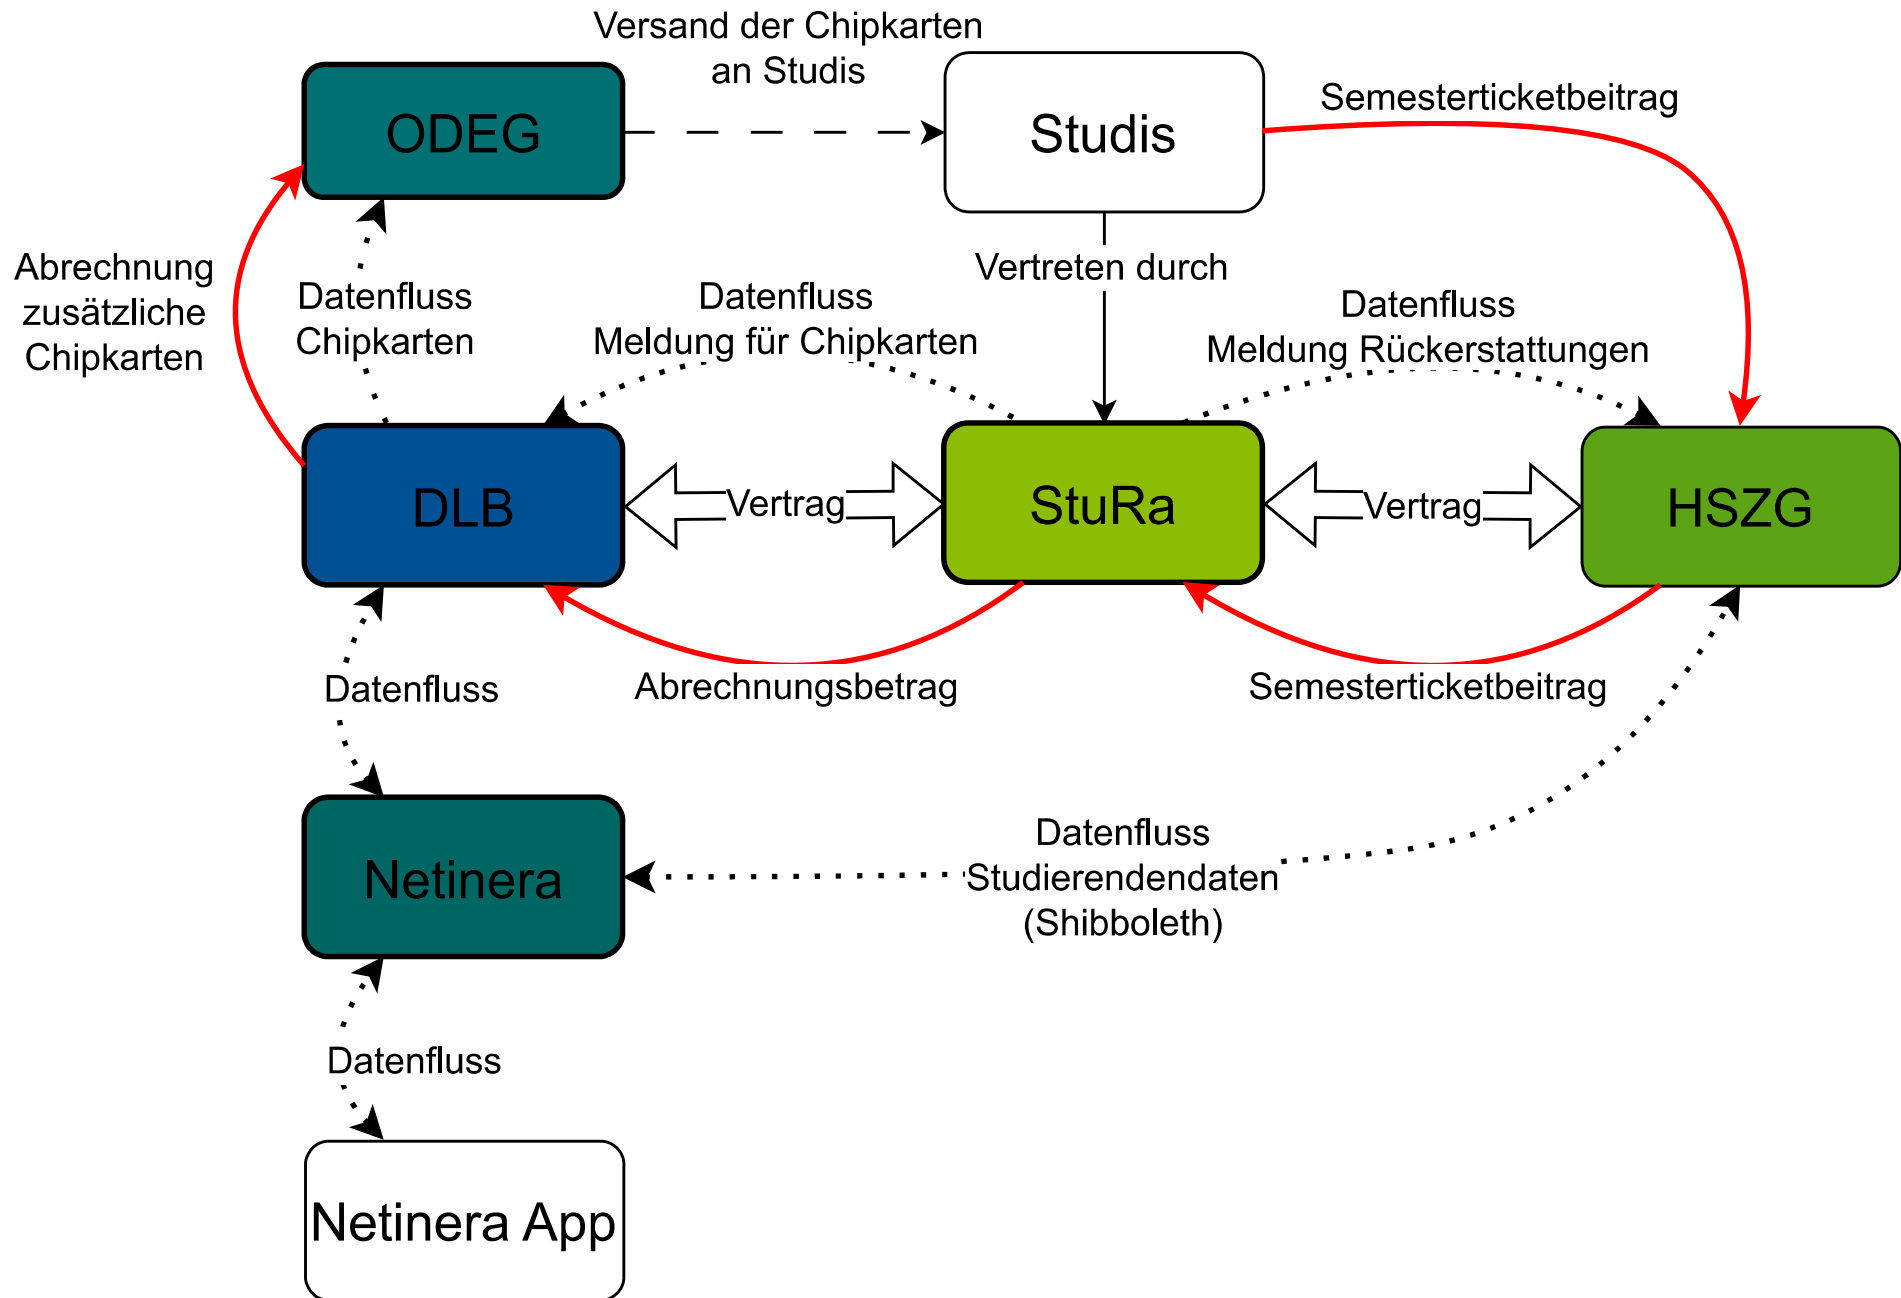 Versand der Chipkarten
an Studis
ODEG
Studis
Semesterticketbeitrag
Abrechnung
zusätzliche
Chipkarten
Datenfluss
Chipkarten
Datenfluss
Meldung für Chipkarten
Vertreten durch
Datenfluss
Meldung Rückerstattungen
DLB
Vertrag
StuRa
Vertrag
HSZG
Datenfluss
Abrechnungsbetrag
Semesterticketbeitrag
Netinera
Datenfluss
Studierendendaten
(Shibboleth)
Datenfluss
Netinera App